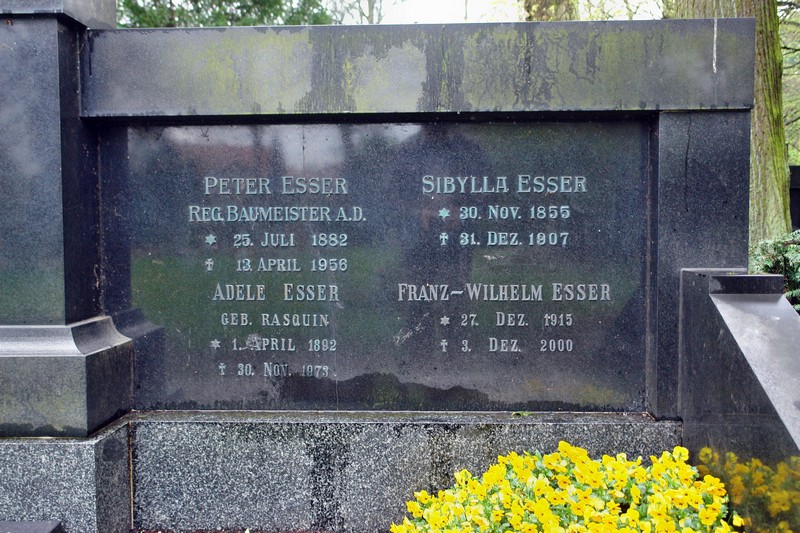 PETER ESSER
REG. BAUMEISTER A.D.
* 25. JULI 1882
✝ 13. APRIL 1956
ADELE ESSER
GEB. RASQUIN
* 1. APRIL 1892
✝ 30. NOV. 1973
SIBYLLA ESSER
* 30. NOV. 1855
✝ 31. DEZ. 1907
FRANZ-WILHELM ESSER
* 27. DEZ. 1915
✝ 3. DEZ. 2000